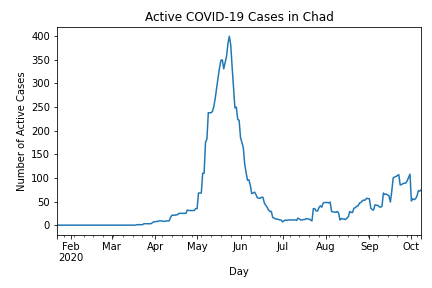 Active COVID-19 Cases in Chad
400
350
300
250
200
150
100
50
0
Number of Active Cases
Feb Mar Apr May Jun Jul Aug Sep Oct
2020
Day